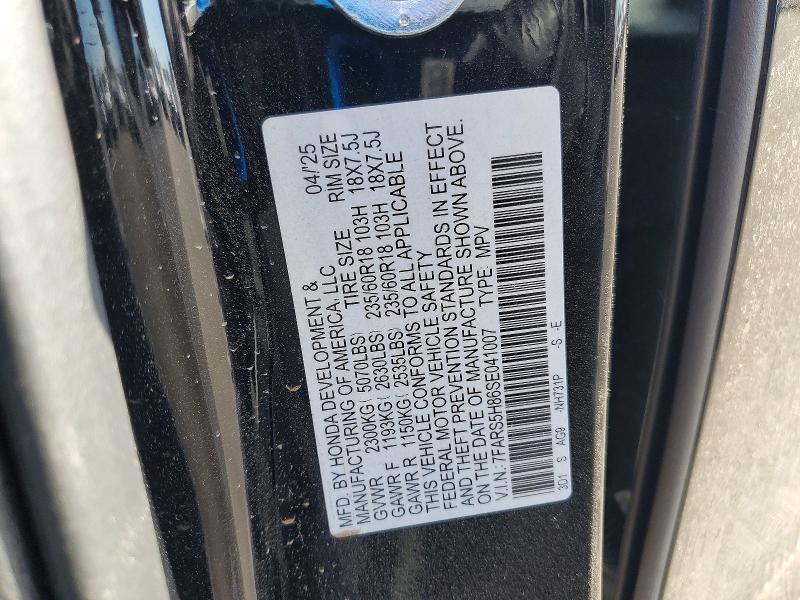 MFD. BY HONDA DEVELOPMENT & 04/'25
MANUFACTURING OF AMERICA, LLC TIRE SIZE RIM SIZE
GVWR 2300KG( 5070LBS) 235/60R18 103H 18X7.5J
GAWR F 1193KG( 2630LBS) 235/60R18 103H 18X7.5J
GAWR R 1150KG( 2535LBS)
THIS VEHICLE CONFORMS TO ALL APPLICABLE
FEDERAL MOTOR VEHICLE SAFETY
AND THEFT PREVENTION STANDARDS IN EFFECT
ON THE DATE OF MANUFACTURE SHOWN ABOVE.
V.I.N.: 7FARS5H86SE041007 TYPE: MPV
3D1 S AG9 -NH731P -S -E